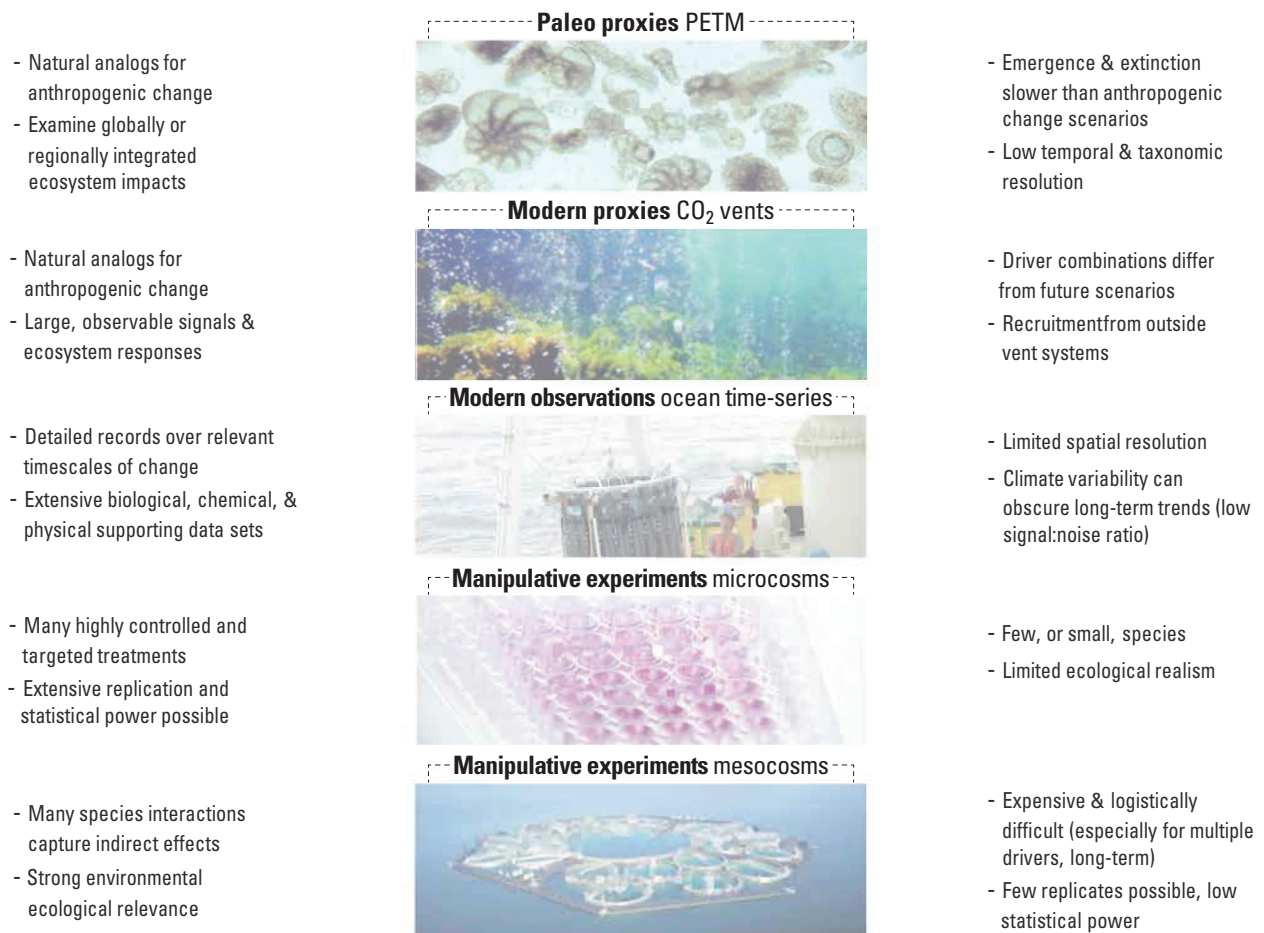 Paleo proxies PETM
- Natural analogs for
anthropogenic change
- Examine globally or
regionally integrated
ecosystem impacts
- Emergence & extinction
slower than anthropogenic
change scenarios
- Low temporal & taxonomic
resolution
Modern proxies CO₂ vents
- Natural analogs for
anthropogenic change
- Large, observable signals &
ecosystem responses
- Driver combinations differ
from future scenarios
- Recruitmentfrom outside
vent systems
Modern observations ocean time-series
- Detailed records over relevant
timescales of change
- Extensive biological, chemical, &
physical supporting data sets
- Limited spatial resolution
- Climate variability can
obscure long-term trends (low
signal:noise ratio)
Manipulative experiments microcosms
- Many highly controlled and
targeted treatments
- Extensive replication and
statistical power possible
- Few, or small, species
- Limited ecological realism
Manipulative experiments mesocosms
- Many species interactions
capture indirect effects
- Strong environmental
ecological relevance
- Expensive & logistically
difficult (especially for multiple
drivers, long-term)
- Few replicates possible, low
statistical power